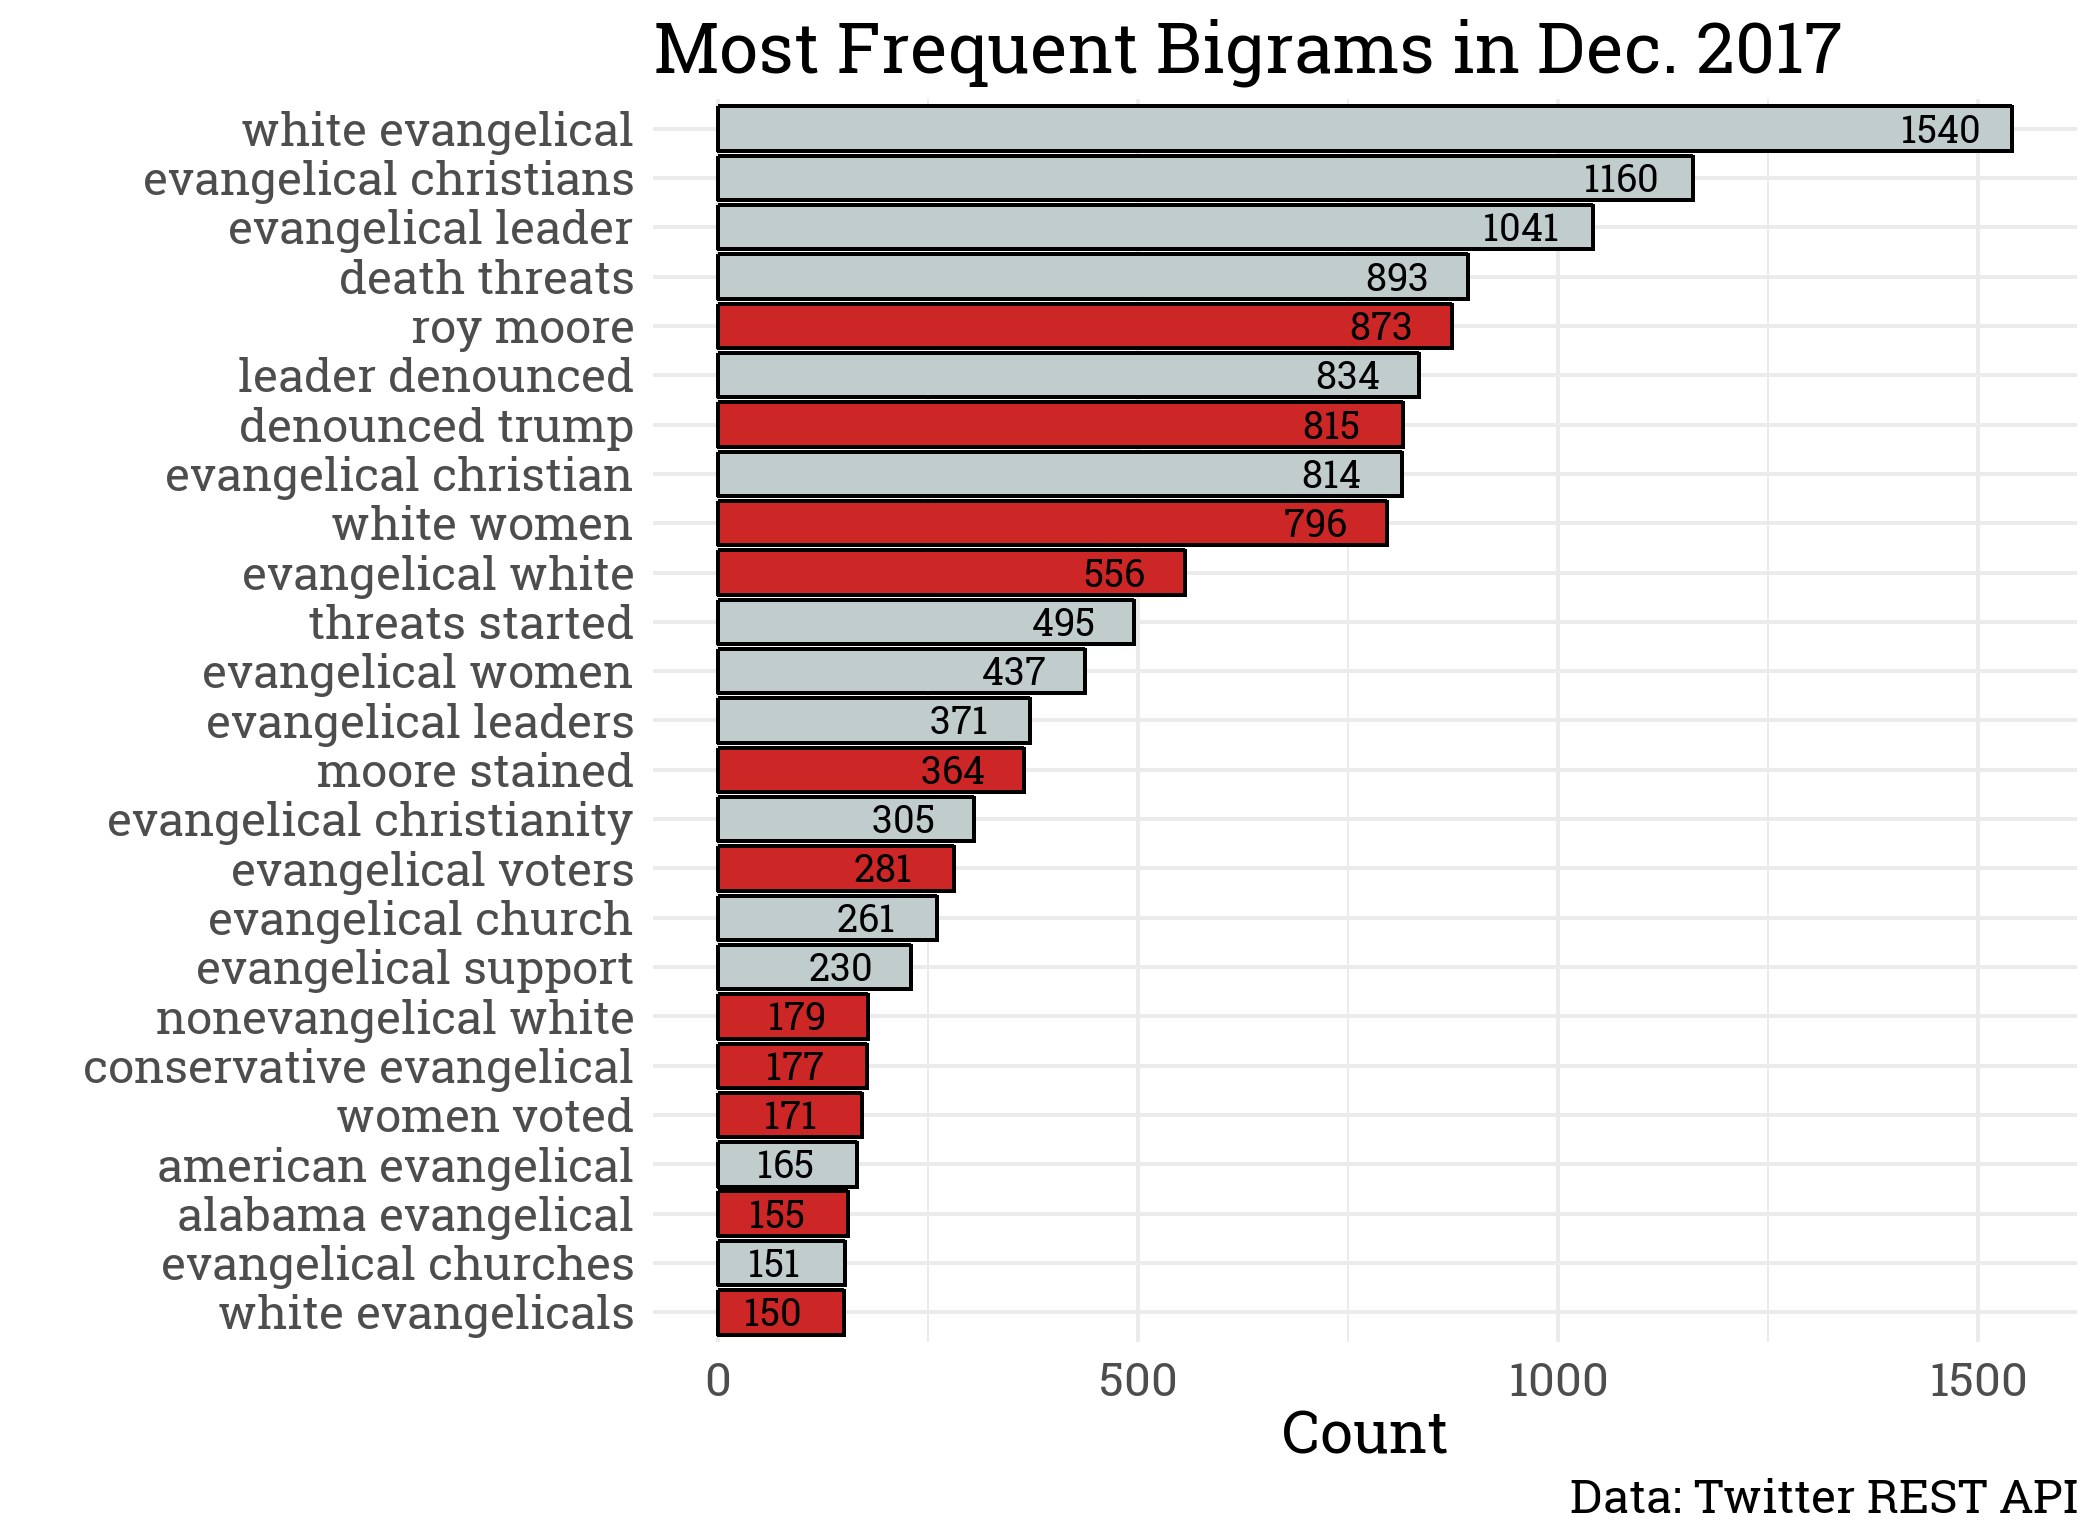 Most Frequent Bigrams in Dec. 2017
white evangelical 1540
evangelical christians 1160
evangelical leader 1041
death threats 893
roy moore 873
leader denounced 834
denounced trump 815
evangelical christian 814
white women 796
evangelical white 556
threats started 495
evangelical women 437
evangelical leaders 371
moore stained 364
evangelical christianity 305
evangelical voters 281
evangelical church 261
evangelical support 230
nonevangelical white 179
conservative evangelical 177
women voted 171
american evangelical 165
alabama evangelical 155
evangelical churches 151
white evangelicals 150
0 500 1000 1500
Count
Data: Twitter REST API